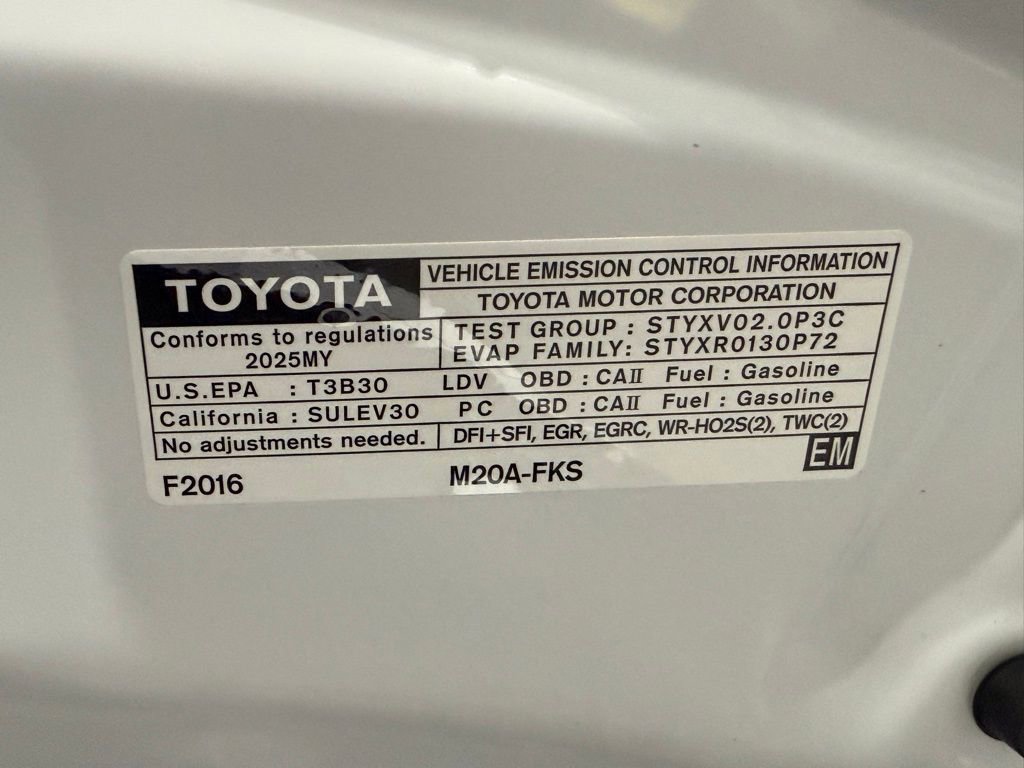 TOYOTA
VEHICLE EMISSION CONTROL INFORMATION
TOYOTA MOTOR CORPORATION
Conforms to regulations
2025MY
TEST GROUP : STYXV02.0P3C
EVAP FAMILY: STYXR0130P72
U.S.EPA : T3B30 LDV OBD : CAII Fuel : Gasoline
California : SULEV30 PC OBD : CAII Fuel : Gasoline
No adjustments needed. DFI+SFI, EGR, EGRC, WR-HO2S(2), TWC(2)
F2016 M20A-FKS EM